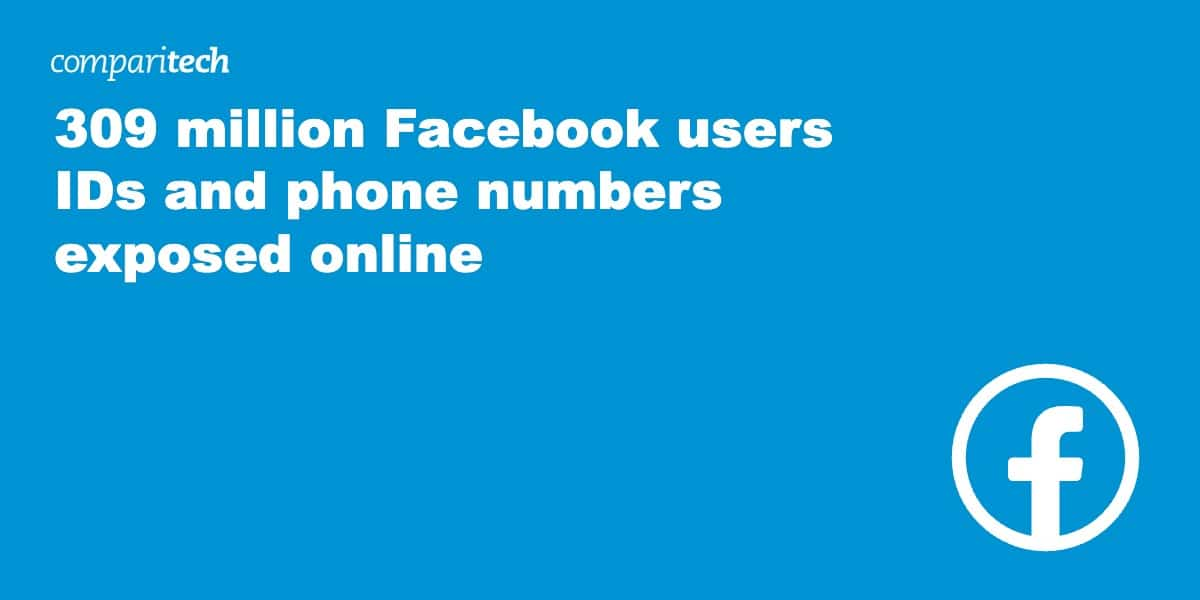 comparitech
309 million Facebook users
IDs and phone numbers
exposed online